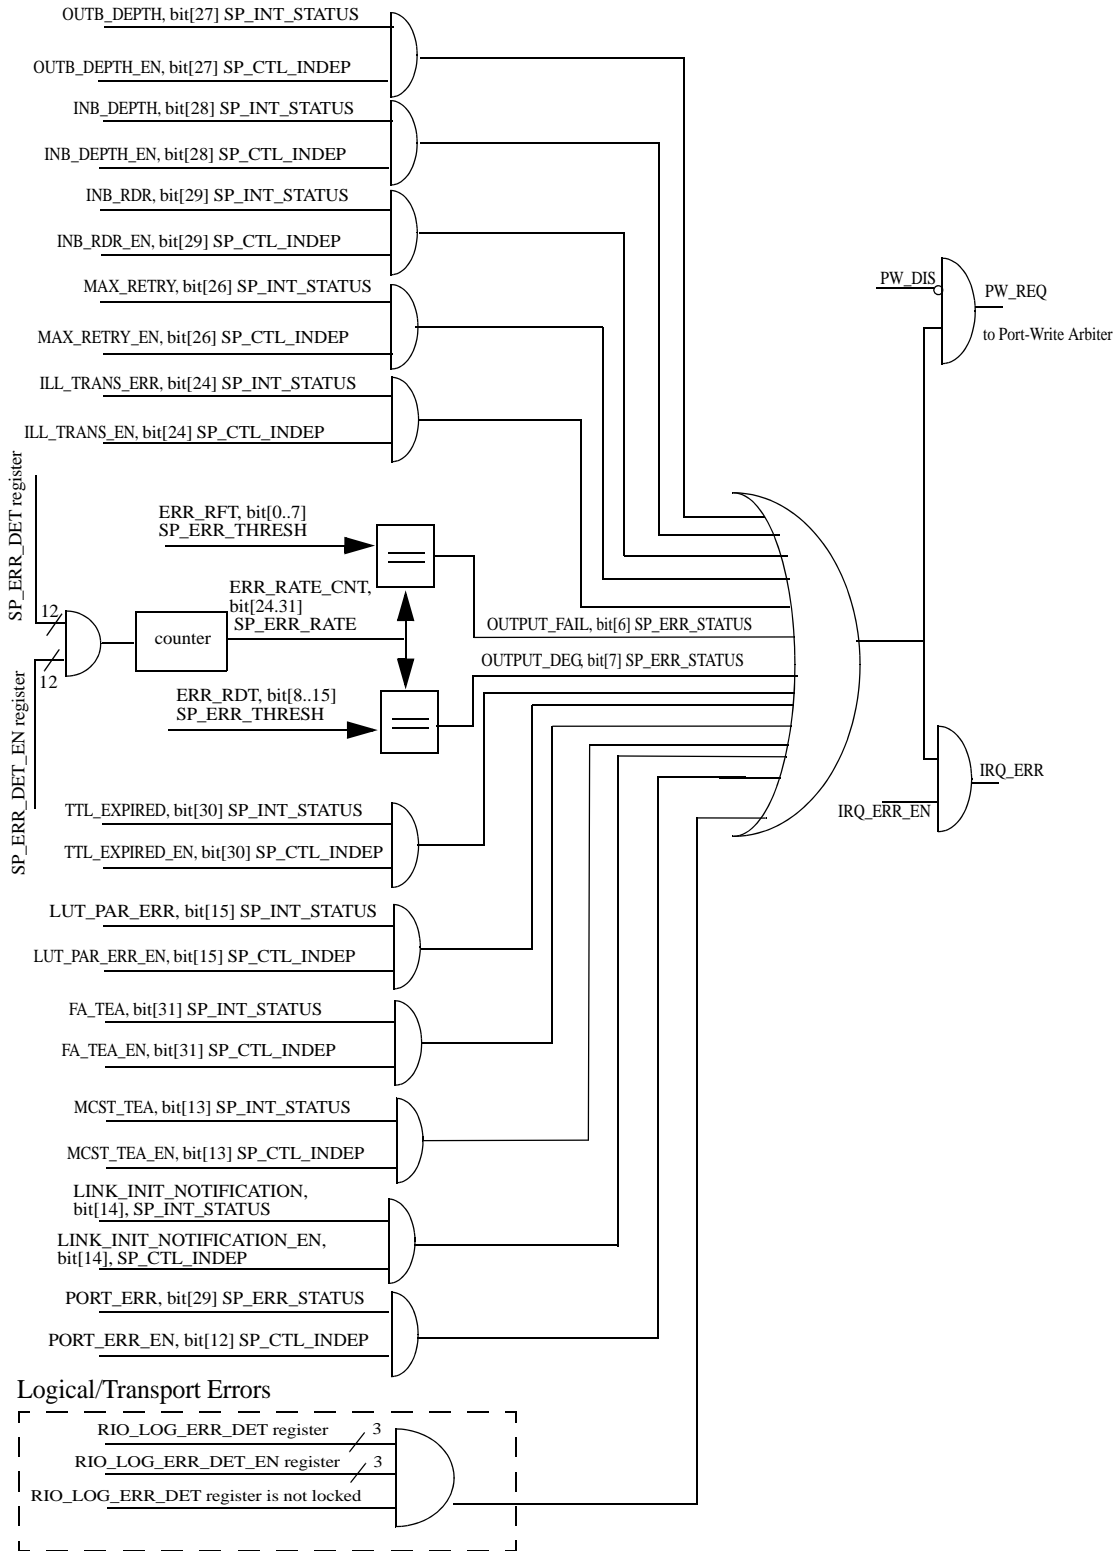 OUTB_DEPTH, bit[27] SP_INT_STATUS
OUTB_DEPTH_EN, bit[27] SP_CTL_INDEP
INB_DEPTH, bit[28] SP_INT_STATUS
INB_DEPTH_EN, bit[28] SP_CTL_INDEP
INB_RDR, bit[29] SP_INT_STATUS
INB_RDR_EN, bit[29] SP_CTL_INDEP
MAX_RETRY, bit[26] SP_INT_STATUS
MAX_RETRY_EN, bit[26] SP_CTL_INDEP
ILL_TRANS_ERR, bit[24] SP_INT_STATUS
ILL_TRANS_EN, bit[24] SP_CTL_INDEP
PW_DIS
PW_REQ
to Port-Write Arbiter
SP_ERR_DET register
SP_ERR_DET_EN register
12
12
counter
ERR_RFT, bit[0..7]
SP_ERR_THRESH
ERR_RATE_CNT,
bit[24.31]
SP_ERR_RATE
ERR_RDT, bit[8..15]
SP_ERR_THRESH
OUTPUT_FAIL, bit[6] SP_ERR_STATUS
OUTPUT_DEG, bit[7] SP_ERR_STATUS
IRQ_ERR
IRQ_ERR_EN
TTL_EXPIRED, bit[30] SP_INT_STATUS
TTL_EXPIRED_EN, bit[30] SP_CTL_INDEP
LUT_PAR_ERR, bit[15] SP_INT_STATUS
LUT_PAR_ERR_EN, bit[15] SP_CTL_INDEP
FA_TEA, bit[31] SP_INT_STATUS
FA_TEA_EN, bit[31] SP_CTL_INDEP
MCST_TEA, bit[13] SP_INT_STATUS
MCST_TEA_EN, bit[13] SP_CTL_INDEP
LINK_INIT_NOTIFICATION,
bit[14], SP_INT_STATUS
LINK_INIT_NOTIFICATION_EN,
bit[14], SP_CTL_INDEP
PORT_ERR, bit[29] SP_ERR_STATUS
PORT_ERR_EN, bit[12] SP_CTL_INDEP
Logical/Transport Errors
RIO_LOG_ERR_DET register 3
RIO_LOG_ERR_DET_EN register 3
RIO_LOG_ERR_DET register is not locked